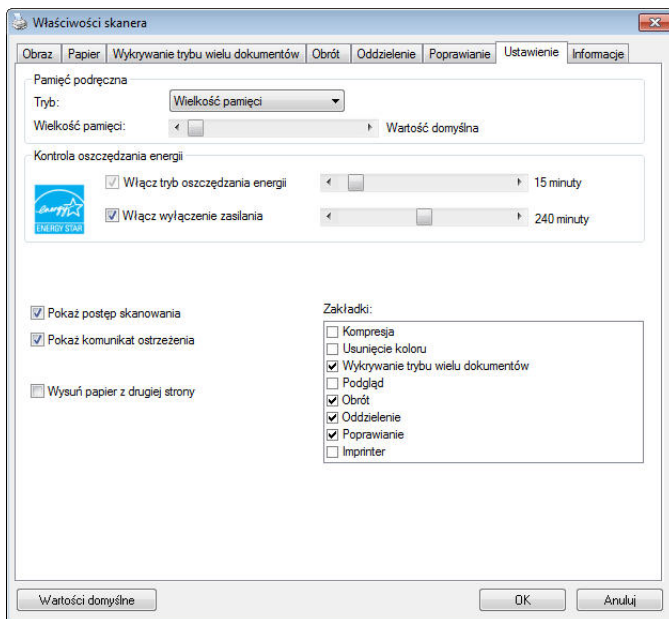 Właściwości skanera
Obraz Papier Wykrywanie trybu wielu dokumentów Obrót Oddzielenie Poprawianie Ustawienie Informacje
Pamięć podręczna
Tryb: Wielkość pamięci
Wielkość pamięci: Wartość domyślna
Kontrola oszczędzania energii
Włącz tryb oszczędzania energii 15 minuty
Włącz wyłączenie zasilania 240 minuty
energy
ENERGY STAR
Pokaż postęp skanowania
Pokaż komunikat ostrzeżenia
Wysuń papier z drugiej strony
Zakładki:
Kompresja
Usunięcie koloru
Wykrywanie trybu wielu dokumentów
Podgląd
Obrót
Oddzielenie
Poprawianie
Imprinter
Wartości domyślne OK Anuluj